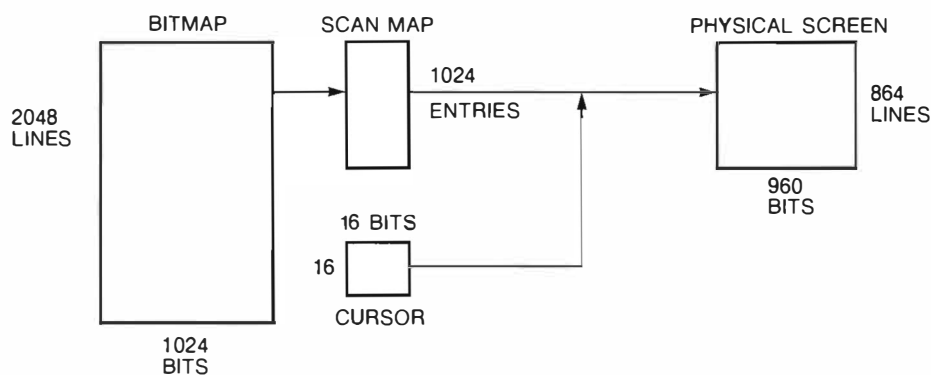 BITMAP
SCAN MAP
PHYSICAL SCREEN
2048
LINES
1024
ENTRIES
864
LINES
960
BITS
16 BITS
16
CURSOR
1024
BITS